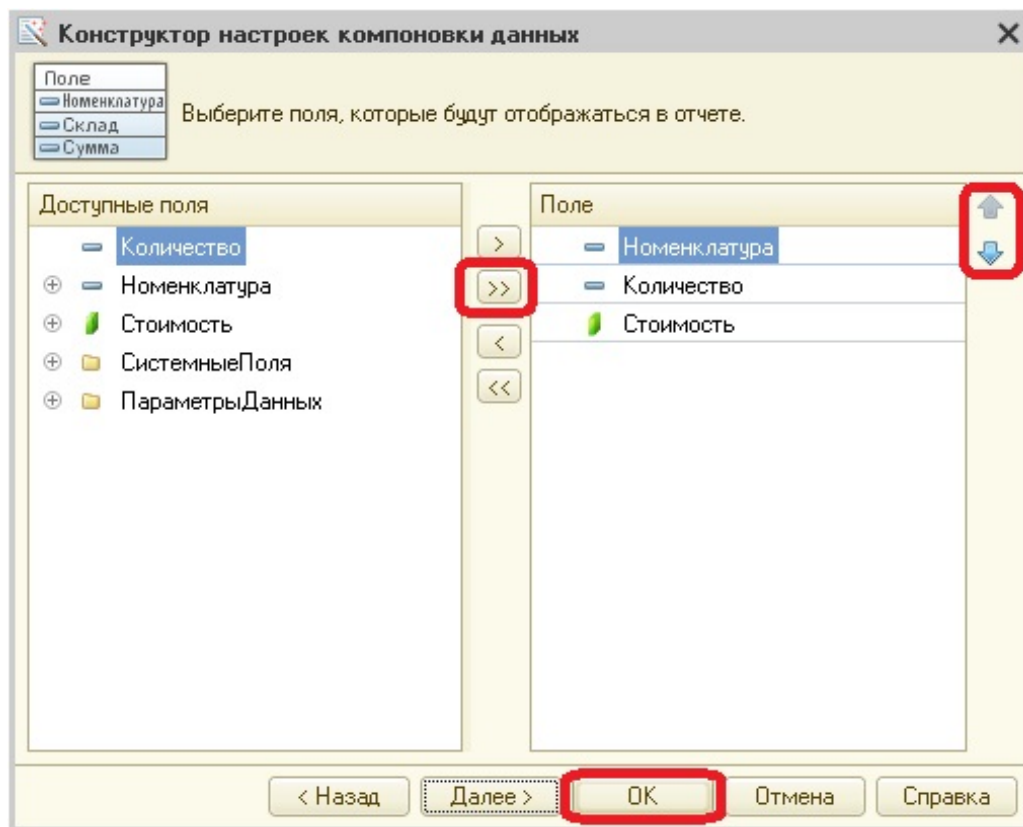 Конструктор настроек компоновки данных
Поле
Номенклатура
Склад
Сумма
Выберите поля, которые будут отображаться в отчете.
Доступные поля
Количество
Номенклатура
Стоимость
СистемныеПоля
ПараметрыДанных
>
>>
<
<<
Поле
Номенклатура
Количество
Стоимость
< Назад
Далее >
OK
Отмена
Справка